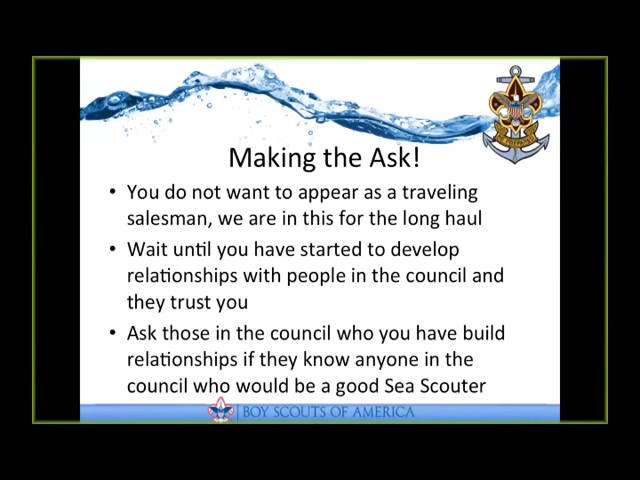 Making the Ask!
• You do not want to appear as a traveling
salesman, we are in this for the long haul
• Wait until you have started to develop
relationships with people in the council and
they trust you
• Ask those in the council who you have build
relationships if they know anyone in the
council who would be a good Sea Scouter
BOY SCOUTS OF AMERICA